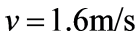 v = 1.6m/s